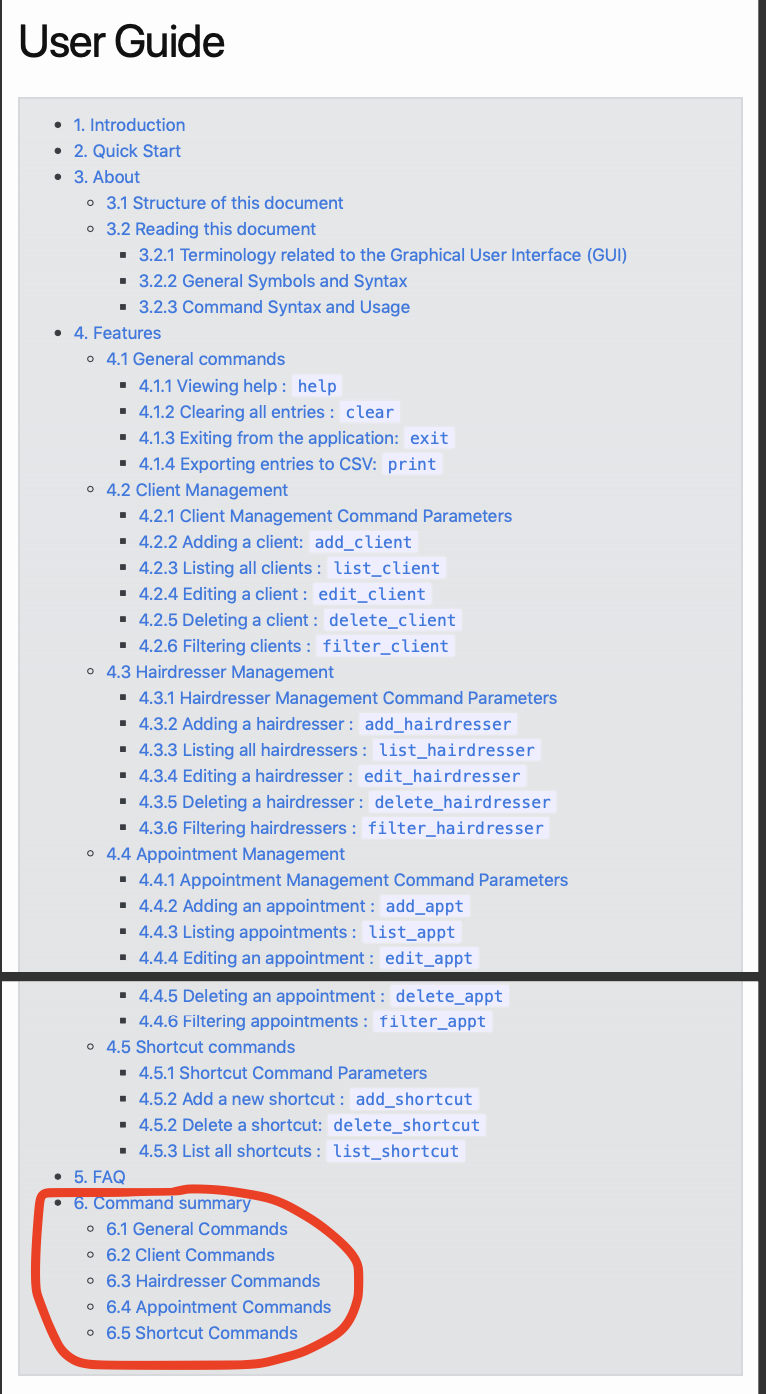 User Guide
1. Introduction
2. Quick Start
3. About
3.1 Structure of this document
3.2 Reading this document
3.2.1 Terminology related to the Graphical User Interface (GUI)
3.2.2 General Symbols and Syntax
3.2.3 Command Syntax and Usage
4. Features
4.1 General commands
4.1.1 Viewing help : help
4.1.2 Clearing all entries : clear
4.1.3 Exiting from the application: exit
4.1.4 Exporting entries to CSV: print
4.2 Client Management
4.2.1 Client Management Command Parameters
4.2.2 Adding a client: add_client
4.2.3 Listing all clients : list_client
4.2.4 Editing a client : edit_client
4.2.5 Deleting a client : delete_client
4.2.6 Filtering clients : filter_client
4.3 Hairdresser Management
4.3.1 Hairdresser Management Command Parameters
4.3.2 Adding a hairdresser : add_hairdresser
4.3.3 Listing all hairdressers : list_hairdresser
4.3.4 Editing a hairdresser : edit_hairdresser
4.3.5 Deleting a hairdresser : delete_hairdresser
4.3.6 Filtering hairdressers : filter_hairdresser
4.4 Appointment Management
4.4.1 Appointment Management Command Parameters
4.4.2 Adding an appointment : add_appt
4.4.3 Listing appointments : list_appt
4.4.4 Editing an appointment : edit_appt
4.4.5 Deleting an appointment : delete_appt
4.4.6 Filtering appointments : filter_appt
4.5 Shortcut commands
4.5.1 Shortcut Command Parameters
4.5.2 Add a new shortcut : add_shortcut
4.5.2 Delete a shortcut: delete_shortcut
4.5.3 List all shortcuts : list_shortcut
5. FAQ
6. Command summary
6.1 General Commands
6.2 Client Commands
6.3 Hairdresser Commands
6.4 Appointment Commands
6.5 Shortcut Commands